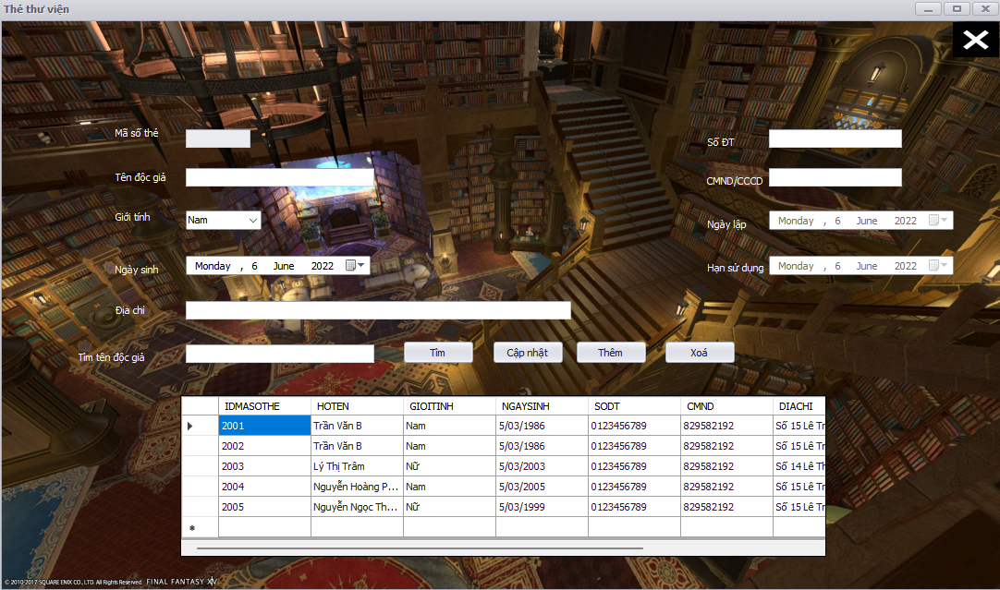 Thẻ thư viện
Mã số thẻ
Số ĐT
Tên độc giả
CMND/CCCD
Giới tính Nam
Ngày lập Monday , 6 June 2022
Ngày sinh Monday , 6 June 2022
Hạn sử dụng Monday , 6 June 2022
Địa chỉ
Tìm tên độc giả Tìm Cập nhật Thêm Xoá
IDMASOTHE HOTEN GIOITINH NGAYSINH SODT CMND DIACHI
2001 Trần Văn B Nam 5/03/1986 0123456789 829582192 Số 15 Lê Tr
2002 Trần Văn B Nam 5/03/1986 0123456789 829582192 Số 15 Lê Tr
2003 Lý Thị Trâm Nữ 5/03/2003 0123456789 829582192 Số 14 Lê Th
2004 Nguyễn Hoàng P... Nam 5/03/2005 0123456789 829582192 Số 15 Lê Tr
2005 Nguyễn Ngọc Th... Nữ 5/03/1999 0123456789 829582192 Số 15 Lê Tr
© 2010-2017 SQUARE ENIX CO., LTD. All Rights Reserved. FINAL FANTASY XIV